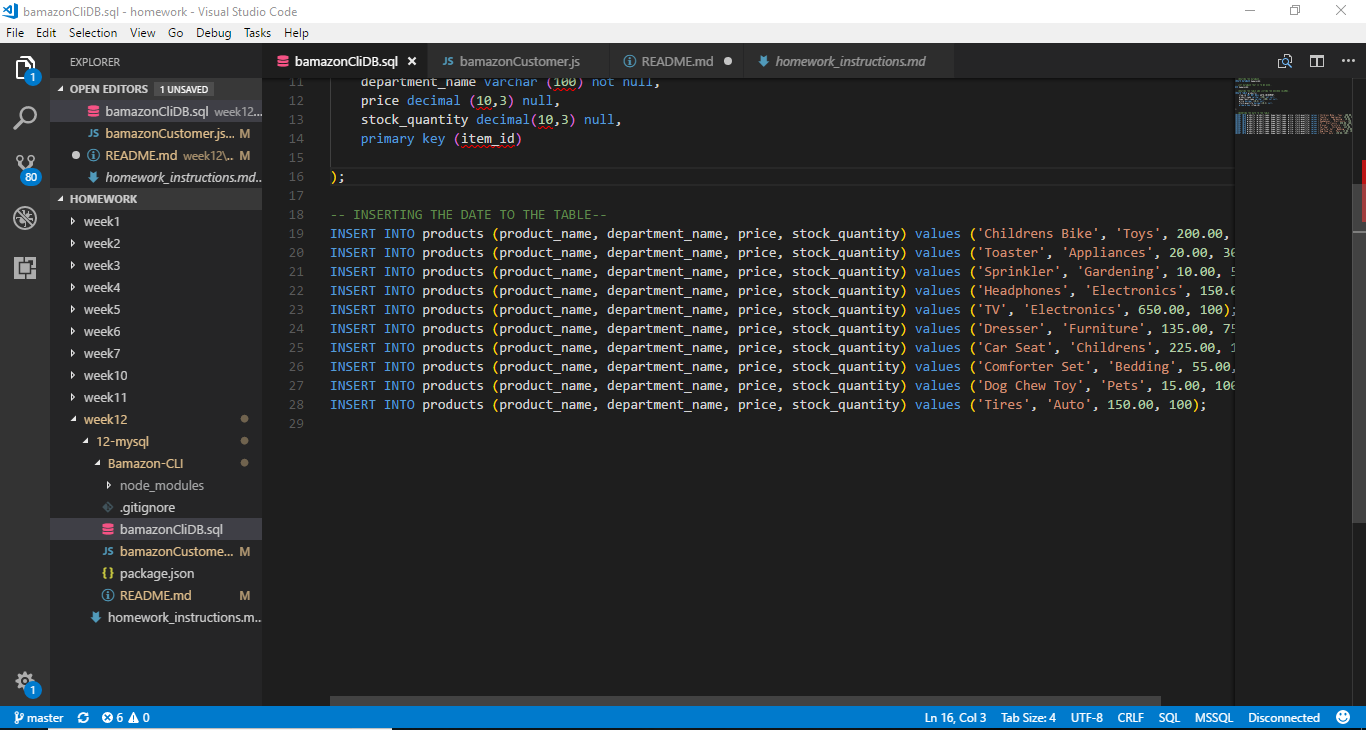 bamazonCliDB.sql - homework - Visual Studio Code
File Edit Selection View Go Debug Tasks Help
1
80
1
EXPLORER
OPEN EDITORS 1 UNSAVED
bamazonCliDB.sql week12...
JS bamazonCustomer.js... M
README.md week12\.. M
homework_instructions.md...
HOMEWORK
week1
week2
week3
week4
week5
week6
week7
week10
week11
week12
12-mysql
Bamazon-CLI
node_modules
.gitignore
bamazonCliDB.sql
JS bamazonCustome... M
{} package.json
README.md M
homework_instructions.m...
bamazonCliDB.sql × JS bamazonCustomer.js README.md homework_instructions.md
11 department_name varchar (100) not null,
12 price decimal (10,3) null,
13 stock_quantity decimal(10,3) null,
14 primary key (item_id)
15
16 );
17
18 -- INSERTING THE DATE TO THE TABLE--
19 INSERT INTO products (product_name, department_name, price, stock_quantity) values ('Childrens Bike', 'Toys', 200.00,
20 INSERT INTO products (product_name, department_name, price, stock_quantity) values ('Toaster', 'Appliances', 20.00, 30
21 INSERT INTO products (product_name, department_name, price, stock_quantity) values ('Sprinkler', 'Gardening', 10.00, 5
22 INSERT INTO products (product_name, department_name, price, stock_quantity) values ('Headphones', 'Electronics', 150.0
23 INSERT INTO products (product_name, department_name, price, stock_quantity) values ('TV', 'Electronics', 650.00, 100);
24 INSERT INTO products (product_name, department_name, price, stock_quantity) values ('Dresser', 'Furniture', 135.00, 75
25 INSERT INTO products (product_name, department_name, price, stock_quantity) values ('Car Seat', 'Childrens', 225.00, 1
26 INSERT INTO products (product_name, department_name, price, stock_quantity) values ('Comforter Set', 'Bedding', 55.00,
27 INSERT INTO products (product_name, department_name, price, stock_quantity) values ('Dog Chew Toy', 'Pets', 15.00, 100
28 INSERT INTO products (product_name, department_name, price, stock_quantity) values ('Tires', 'Auto', 150.00, 100);
29
master 6 0 Ln 16, Col 3 Tab Size: 4 UTF-8 CRLF SQL MSSQL Disconnected